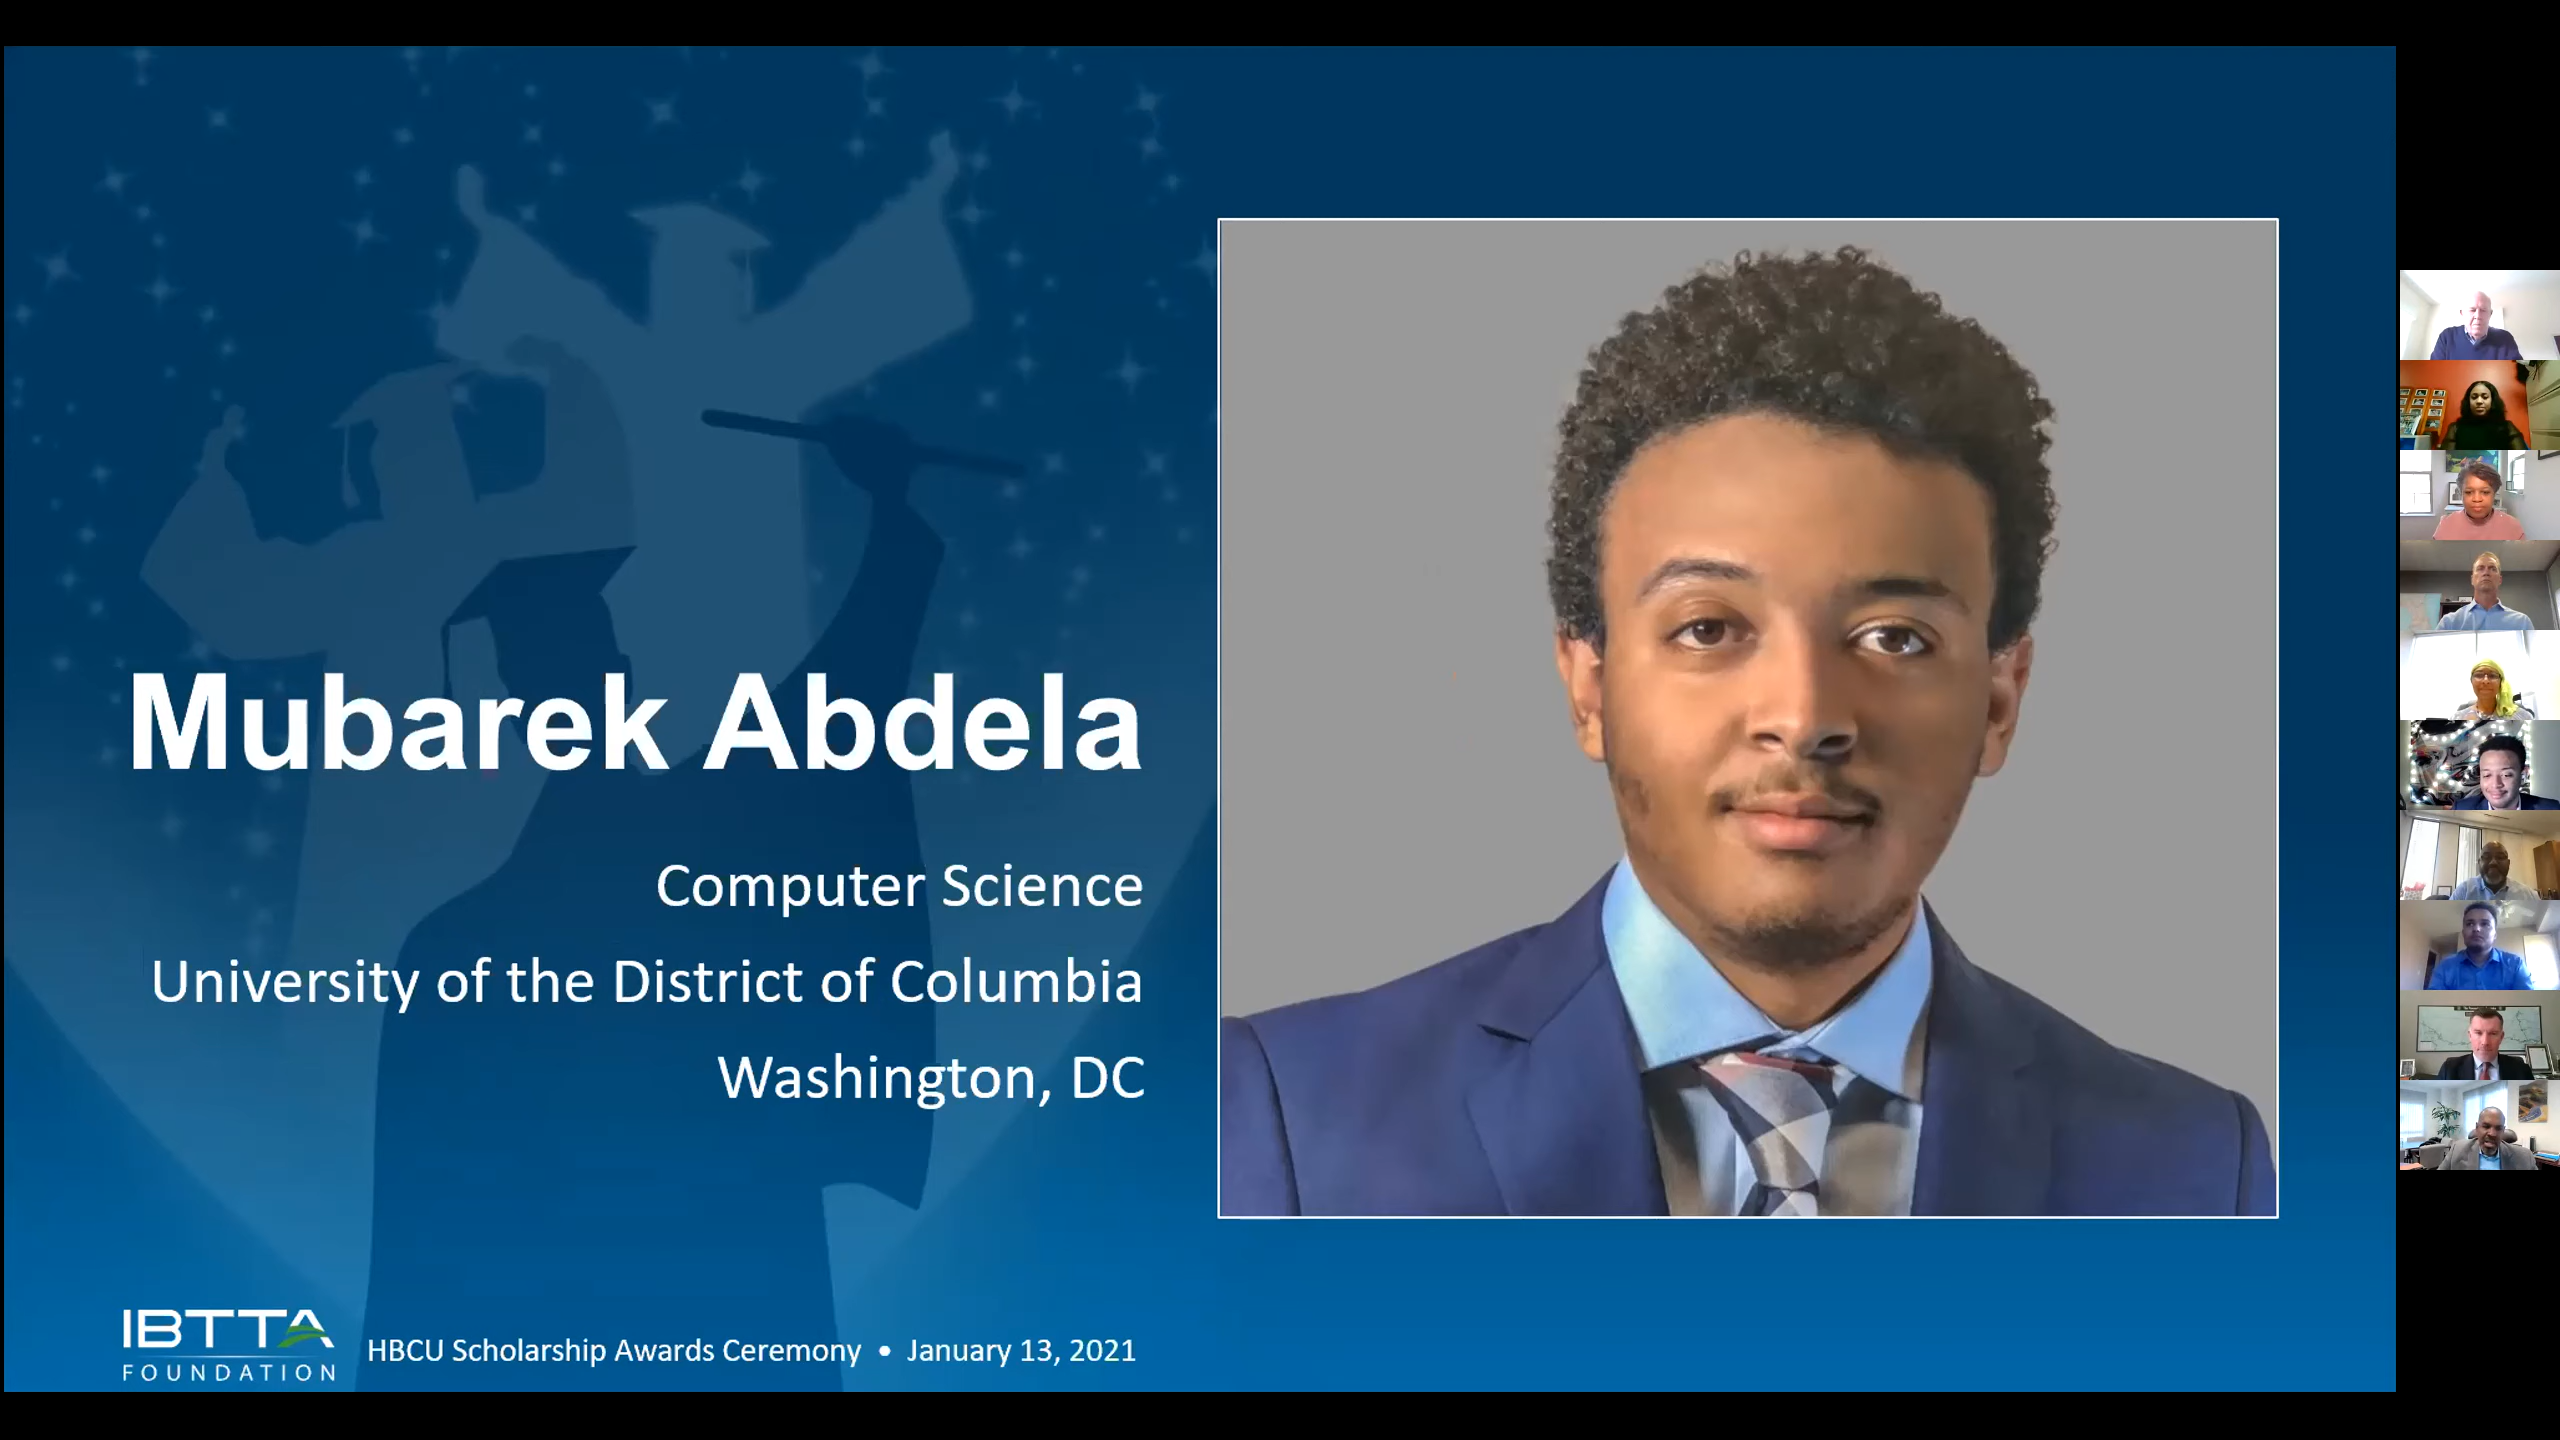 Mubarek Abdela
Computer Science
University of the District of Columbia
Washington, DC
IBTTA
FOUNDATION
HBCU Scholarship Awards Ceremony • January 13, 2021